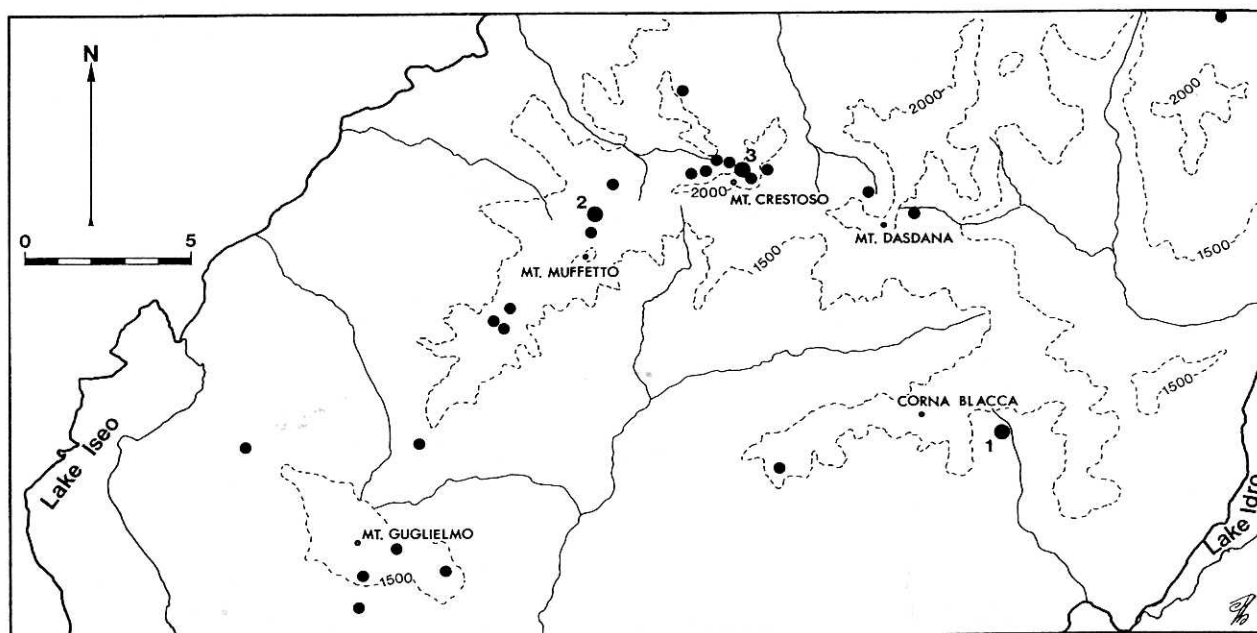 N
0 5
2000
2000
3
2000
MT. CRESTOSO
2
MT. DASDANA
1500
1500
MT. MUFFETTO
1500
CORNA BLACCA
1
Lake Iseo
MT. GUGLIELMO
1500
Lake Idro